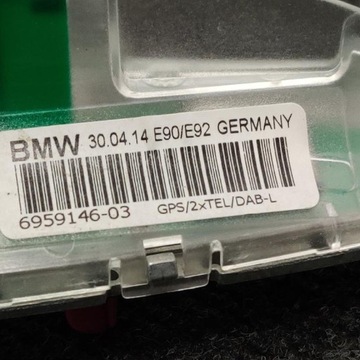 BMW 30.04.14 E90/E92 GERMANY
6959146-03 GPS/2xTEL/DAB-L